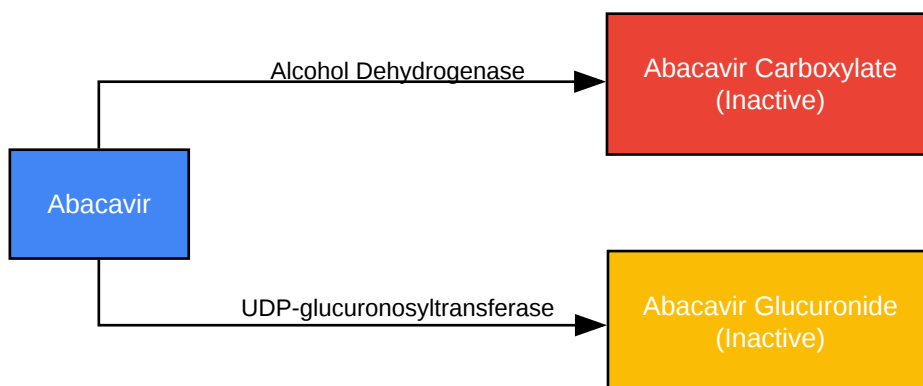 Alcohol Dehydrogenase
Abacavir Carboxylate
(Inactive)
Abacavir
UDP-glucuronosyltransferase
Abacavir Glucuronide
(Inactive)